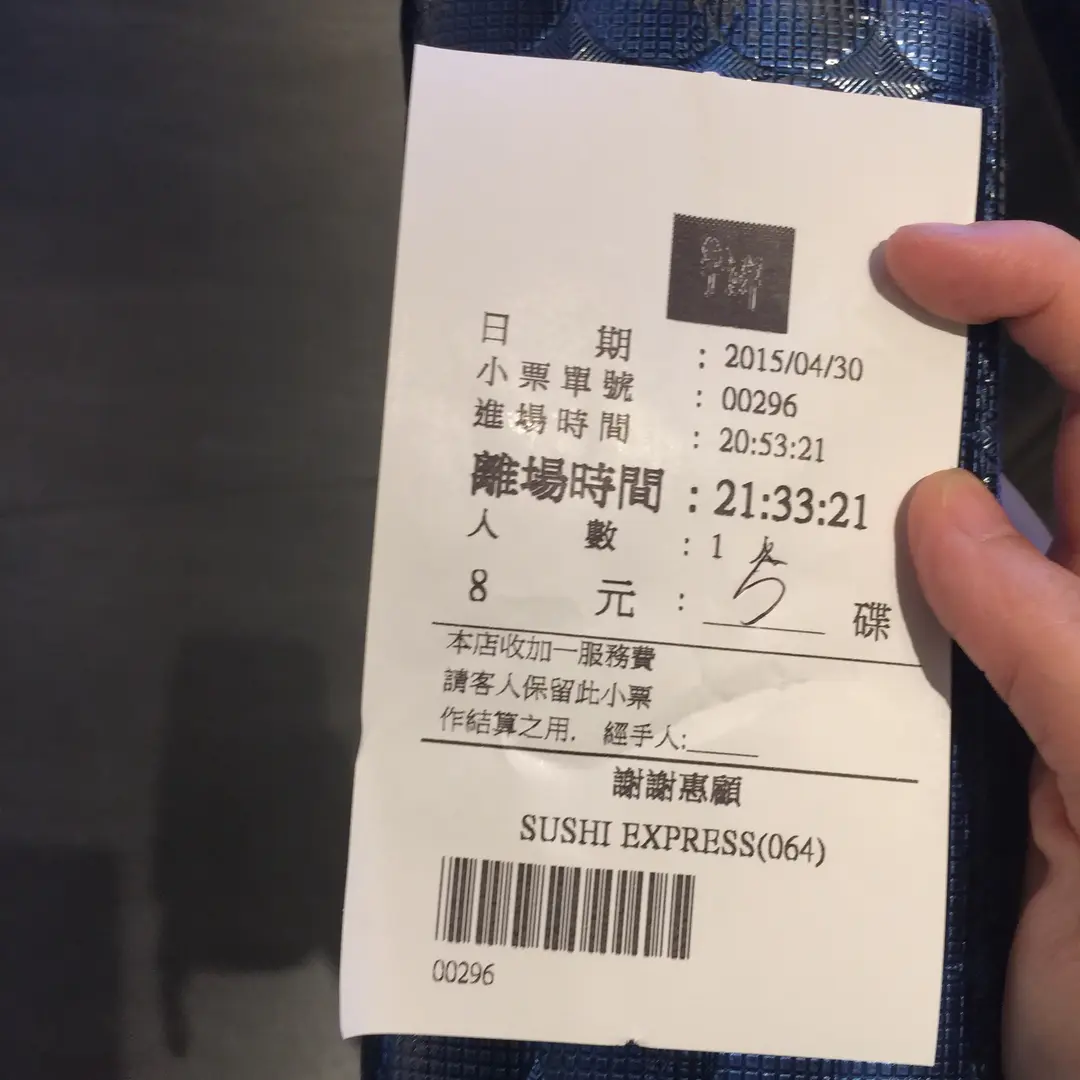 日期 : 2015/04/30
小票單號 : 00296
進場時間 : 20:53:21
離場時間 : 21:33:21
人數 : 1
8元 : 5 碟
本店收加一服務費
請客人保留此小票
作結算之用. 經手人:_____
謝謝惠顧
SUSHI EXPRESS(064)
00296